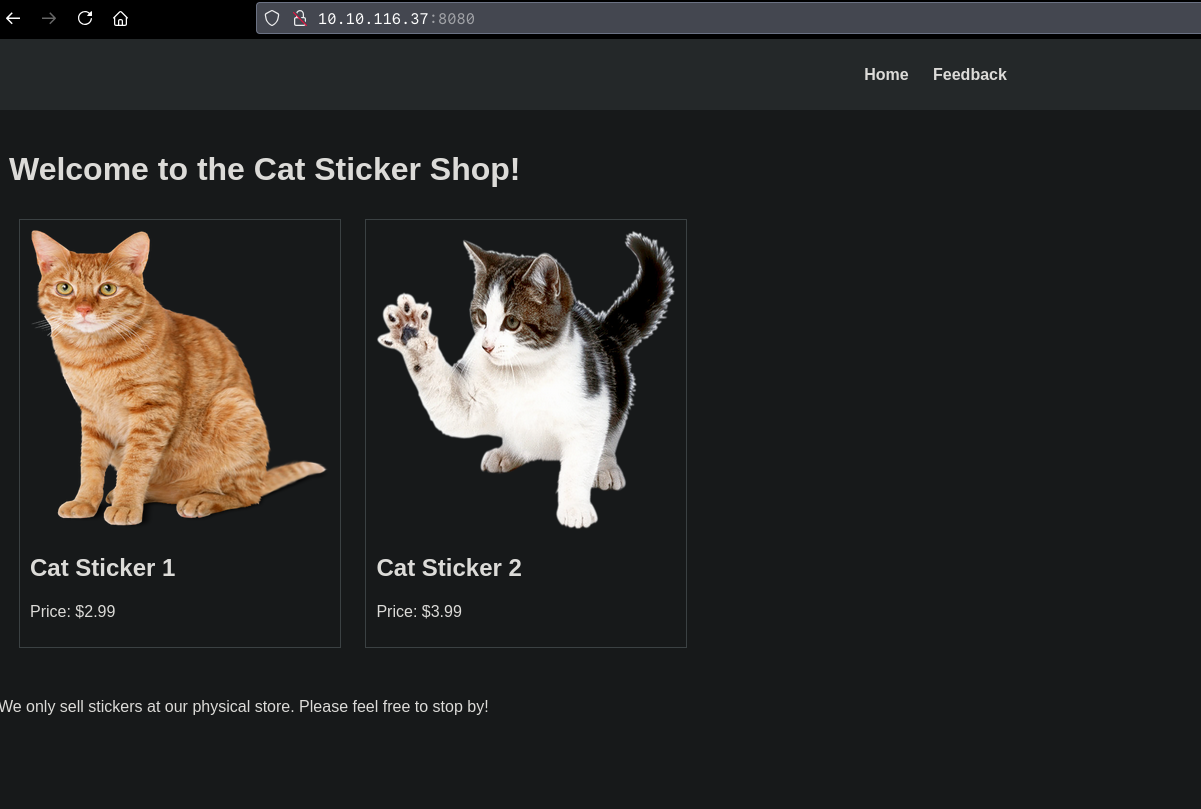 10.10.116.37:8080
Home Feedback
Welcome to the Cat Sticker Shop!
Cat Sticker 1 Cat Sticker 2
Price: $2.99 Price: $3.99
We only sell stickers at our physical store. Please feel free to stop by!